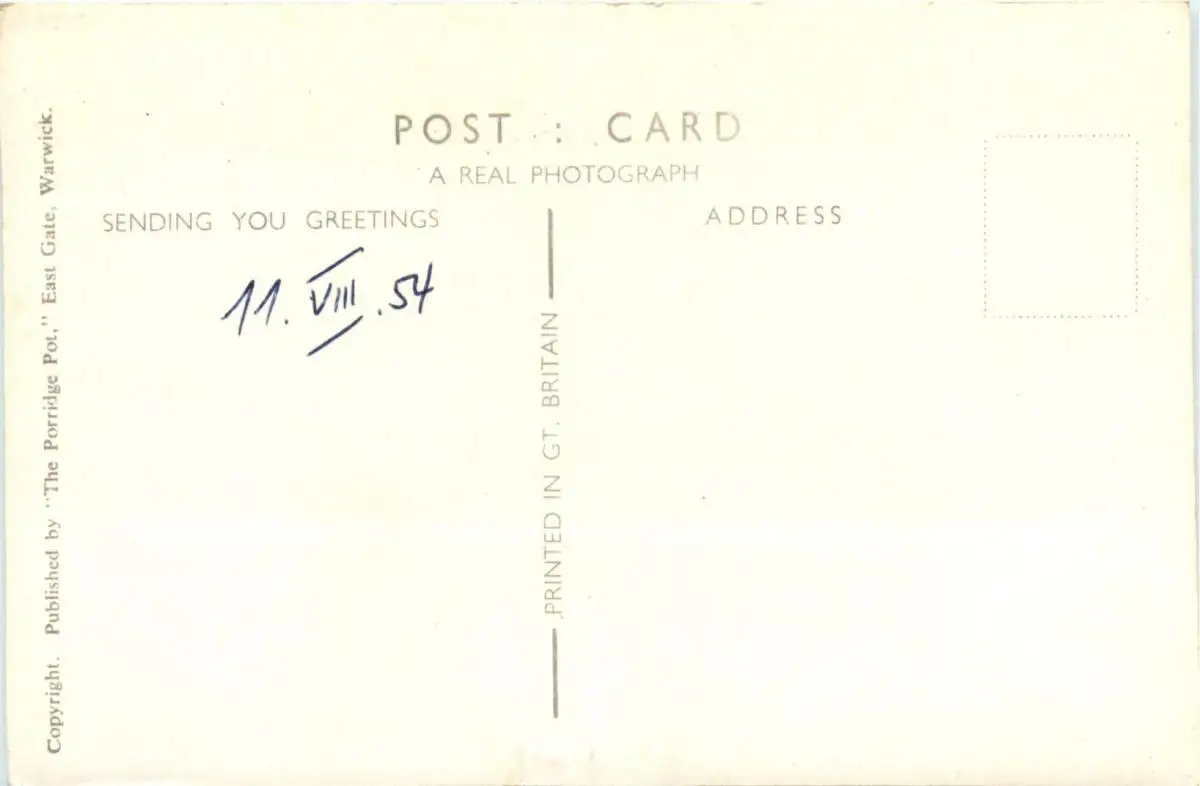 POST : CARD
A REAL PHOTOGRAPH
SENDING YOU GREETINGS
ADDRESS
11. VIII .54
PRINTED IN GT. BRITAIN
Copyright. Published by "The Porridge Pot," East Gate, Warwick.